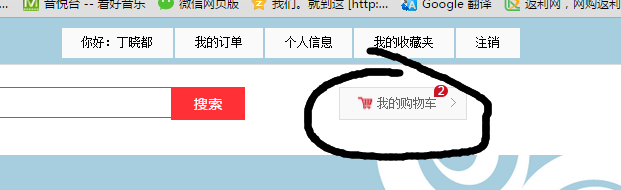 音悦台 -- 看好音乐 微信网页版 我们。就到这 [http:... Google 翻译 返利网，网购返利
你好：丁晓都 我的订单 个人信息 我的收藏夹 注销
搜索 我的购物车 2